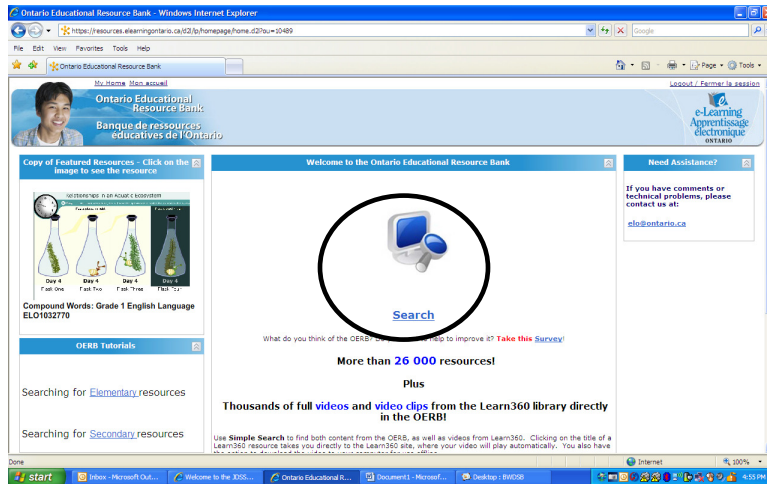 Ontario Educational Resource Bank - Windows Internet Explorer
https://resources.elearningontario.ca/d2l/lp/homepage/home.d2l?ou=10489
Google
File Edit View Favorites Tools Help
Ontario Educational Resource Bank
Page Tools
My Home Mon accueil
Logout / Fermer la session
Ontario Educational
Resource Bank
Banque de ressources
éducatives de l'Ontario
e-Learning
Apprentissage
électronique
ONTARIO
Copy of Featured Resources - Click on the
image to see the resource
Relationships in an Aquatic Ecosystem
Day 4 Day 4 Day 4 Day 4
Flask One Flask Two Flask Three Flask Four
Compound Words: Grade 1 English Language
ELO1032770
OERB Tutorials
Searching for Elementary resources
Searching for Secondary resources
Welcome to the Ontario Educational Resource Bank
Search
What do you think of the OERB? help to improve it? Take this Survey!
More than 26 000 resources!
Plus
Thousands of full videos and video clips from the Learn360 library directly
in the OERB!
Use Simple Search to find both content from the OERB, as well as videos from Learn360. Clicking on the title of a
Learn360 resource takes you directly to the Learn360 site, where your video will play automatically. You also have
Need Assistance?
If you have comments or
technical problems, please
contact us at:
elo@ontario.ca
Done
Internet
100%
start
Inbox - Microsoft Out...
Welcome to the JDSS...
Ontario Educational R...
Document1 - Microsof...
Desktop : BWDSB
4:55 PM